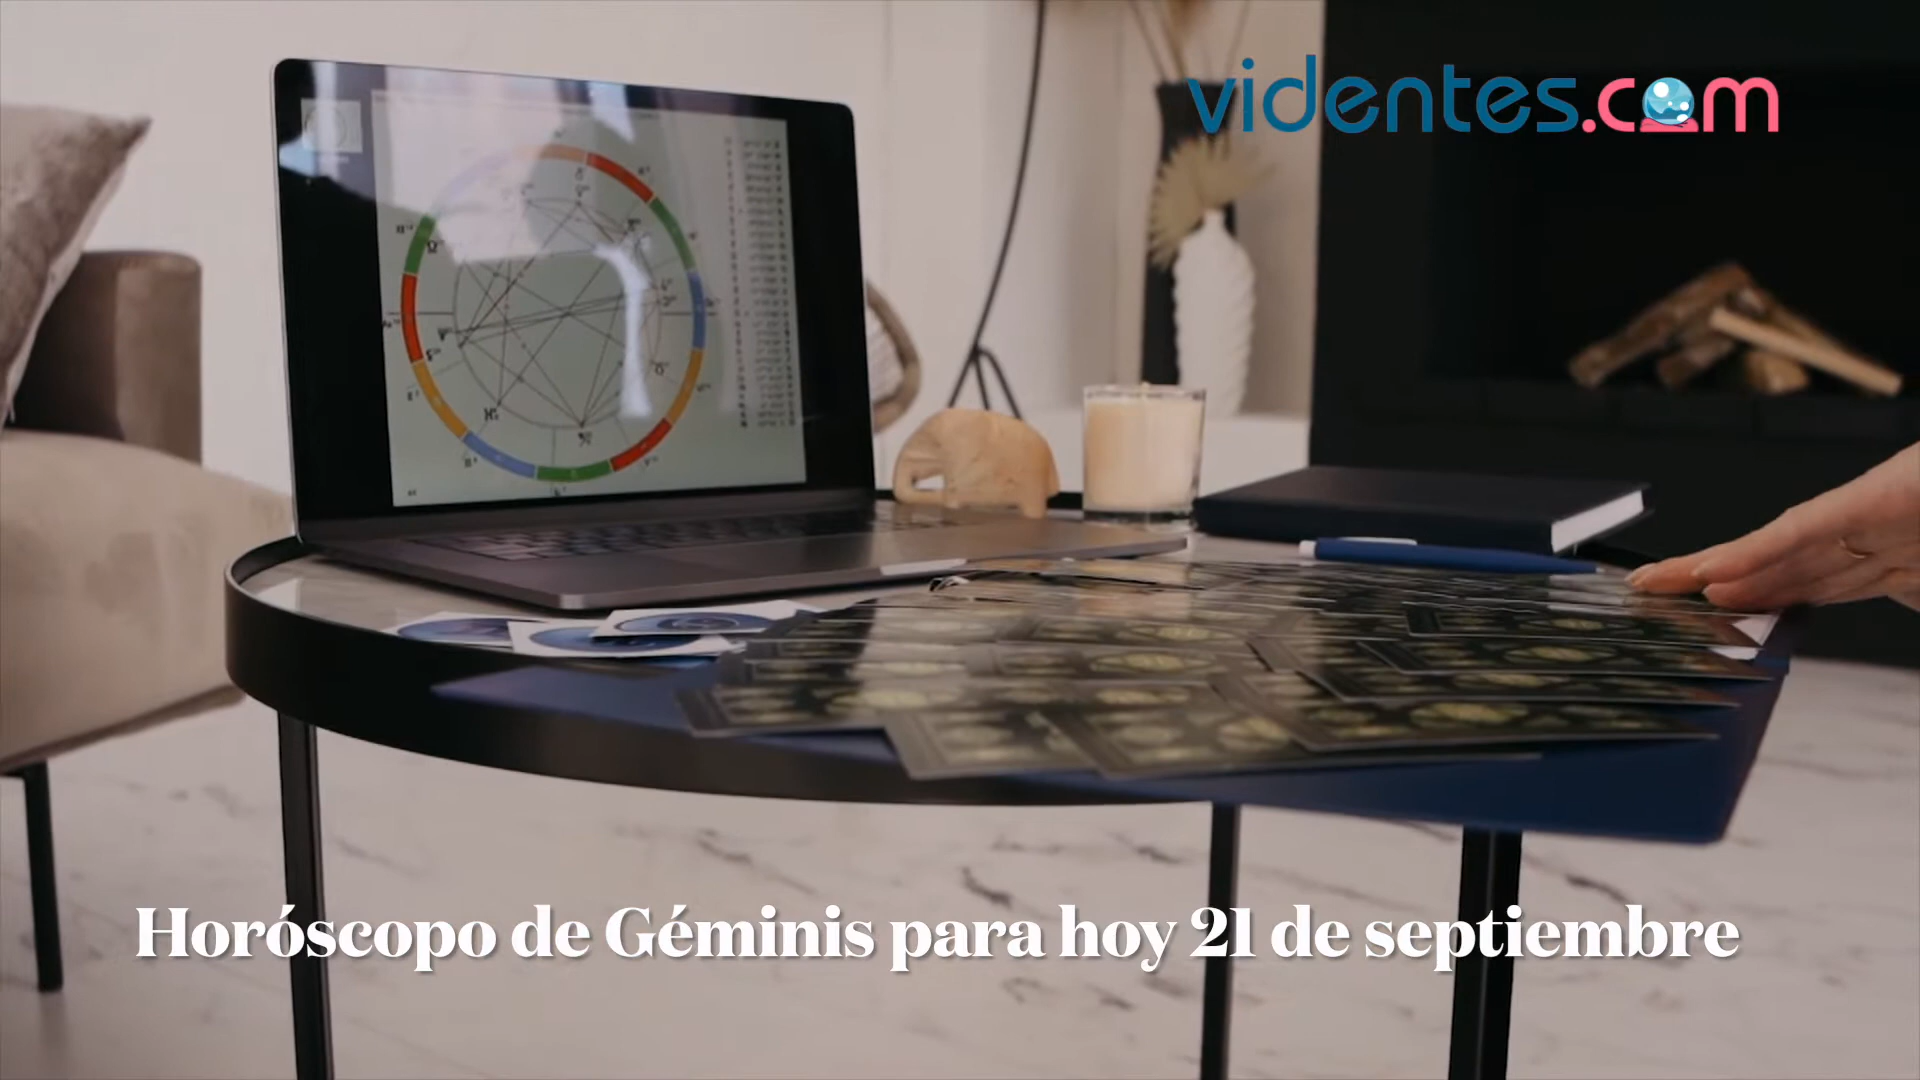 videntes.com
Horóscopo de Géminis para hoy 21 de septiembre